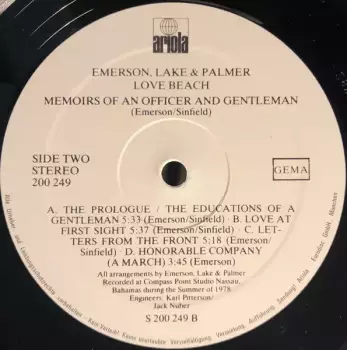 ariola
EMERSON, LAKE & PALMER
LOVE BEACH
MEMOIRS OF AN OFFICER AND GENTLEMAN
(Emerson/Sinfield)
SIDE TWO
STEREO
200 249
GEMA
A. THE PROLOGUE / THE EDUCATIONS OF A
GENTLEMAN 5:33 (Emerson/Sinfield) · B. LOVE AT
FIRST SIGHT 5:37 (Emerson/Sinfield) · C. LET-
TERS FROM THE FRONT 5:18 (Emerson/
Sinfield) · D. HONORABLE COMPANY
(A MARCH) 3:45 (Emerson)
All arrangements by Emerson, Lake & Palmer
Recorded at Compass Point Studio Nassau,
Bahamas during the Summer of 1978
Engineers: Karl Pitterson/
Jack Nuber
S 200 249 B